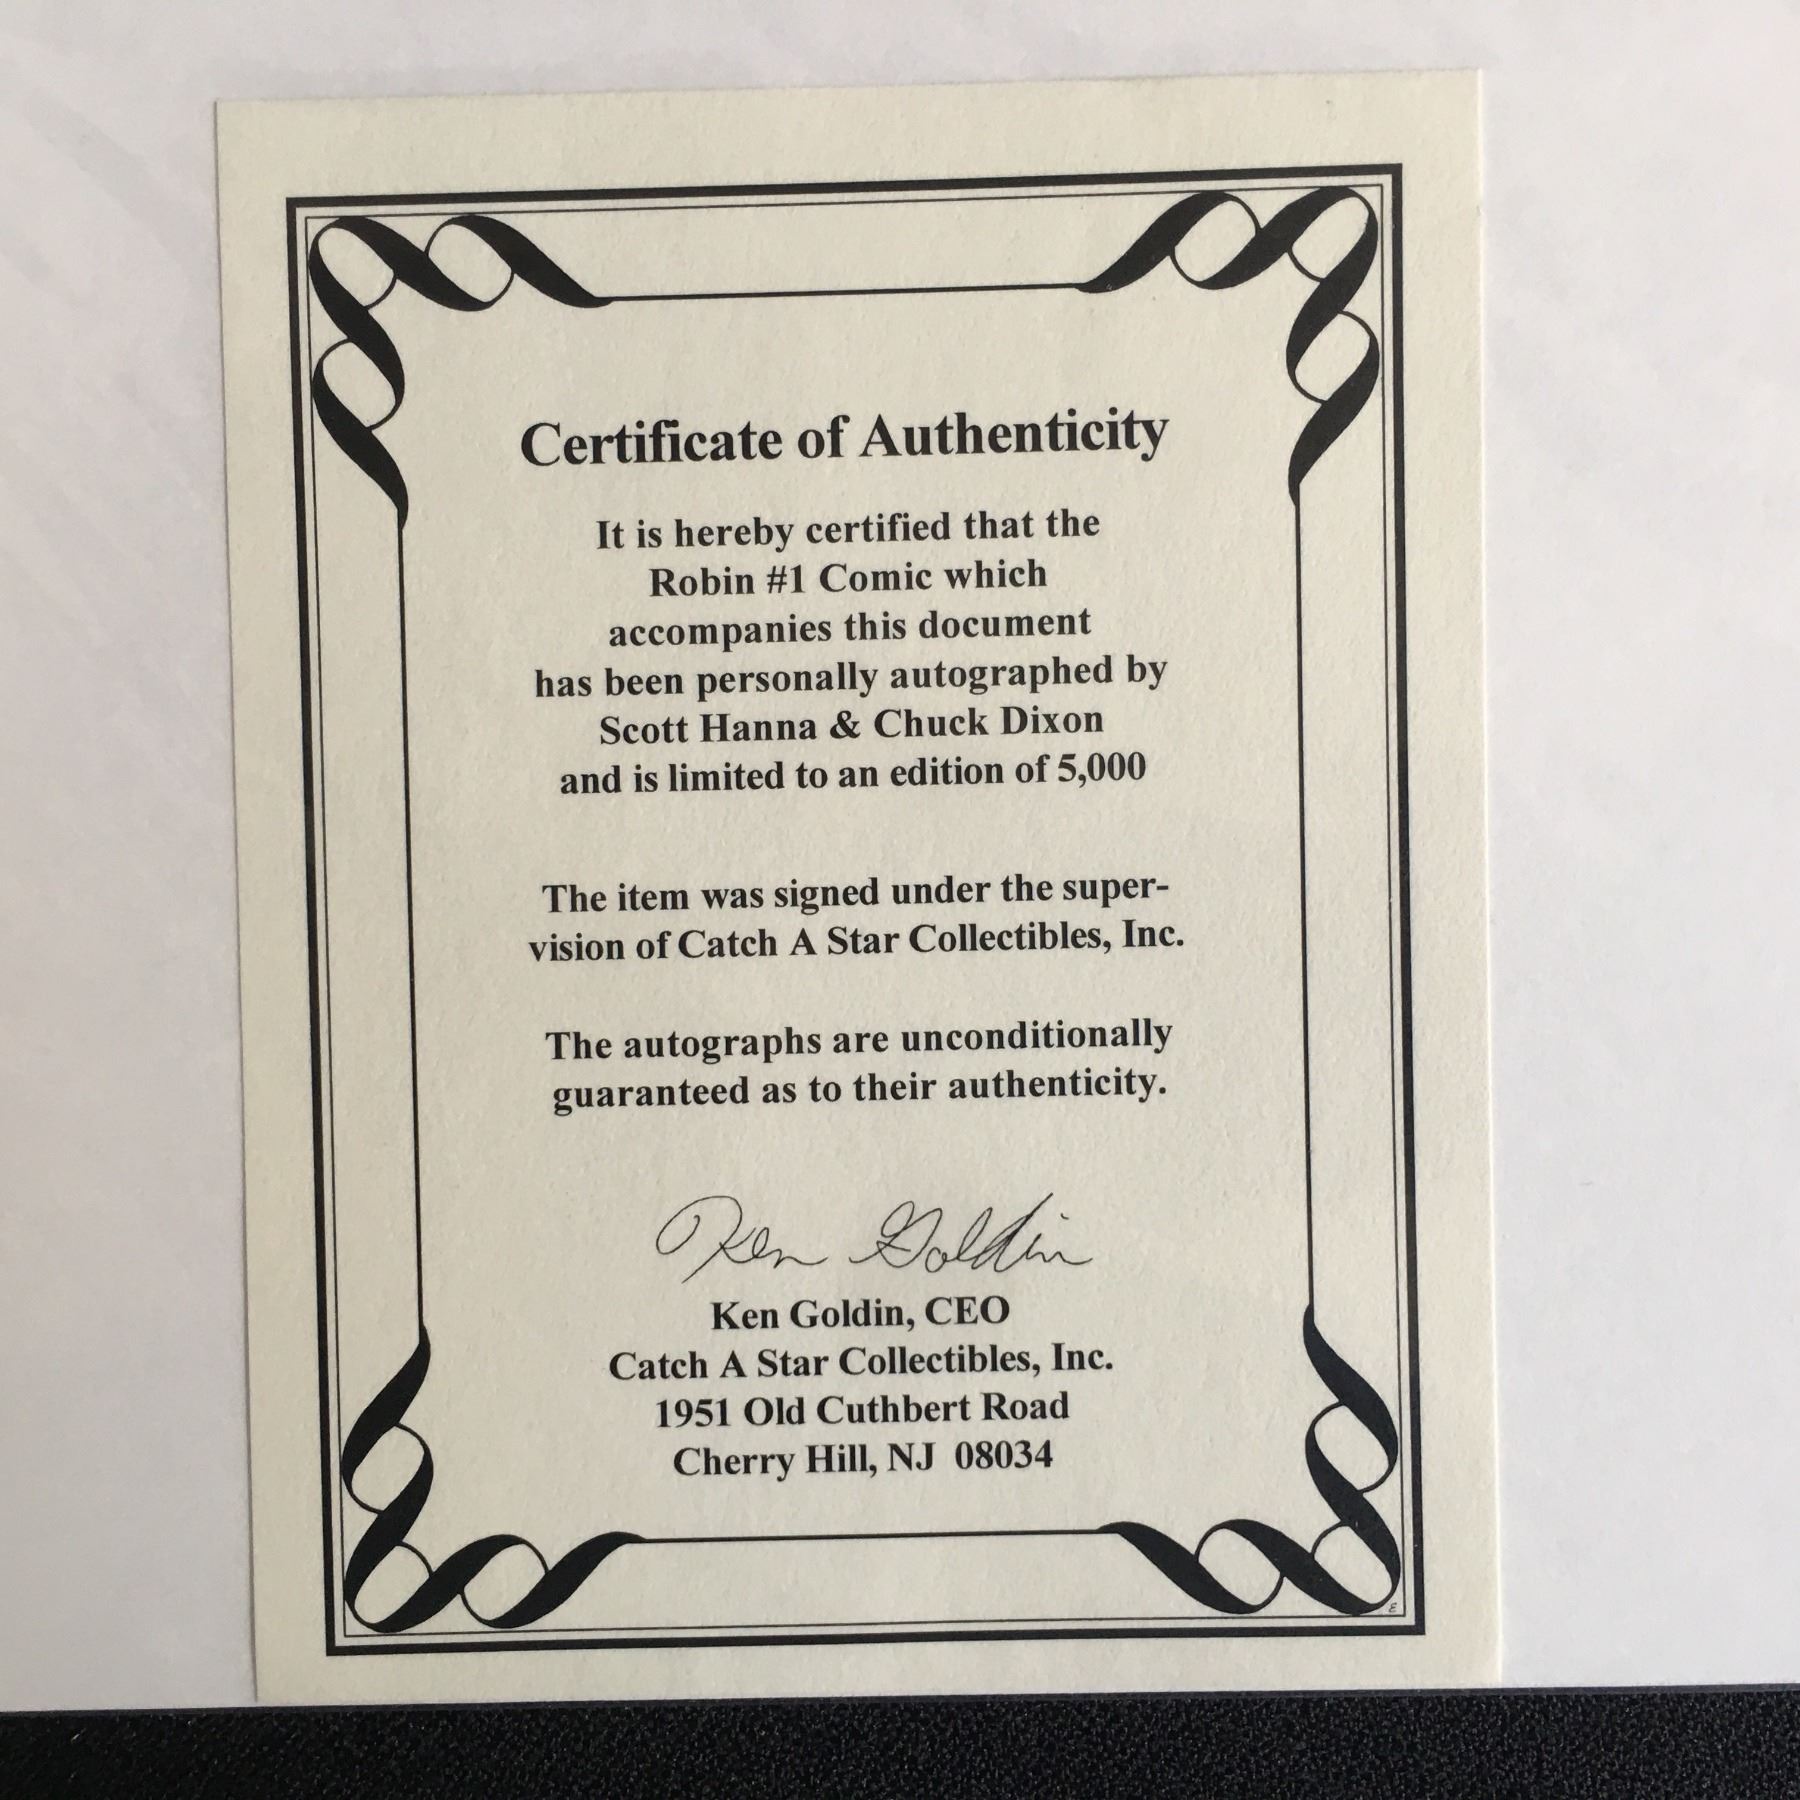 Certificate of Authenticity
It is hereby certified that the
Robin #1 Comic which
accompanies this document
has been personally autographed by
Scott Hanna & Chuck Dixon
and is limited to an edition of 5,000
The item was signed under the super-
vision of Catch A Star Collectibles, Inc.
The autographs are unconditionally
guaranteed as to their authenticity.
Ken Goldin
Ken Goldin, CEO
Catch A Star Collectibles, Inc.
1951 Old Cuthbert Road
Cherry Hill, NJ 08034
E